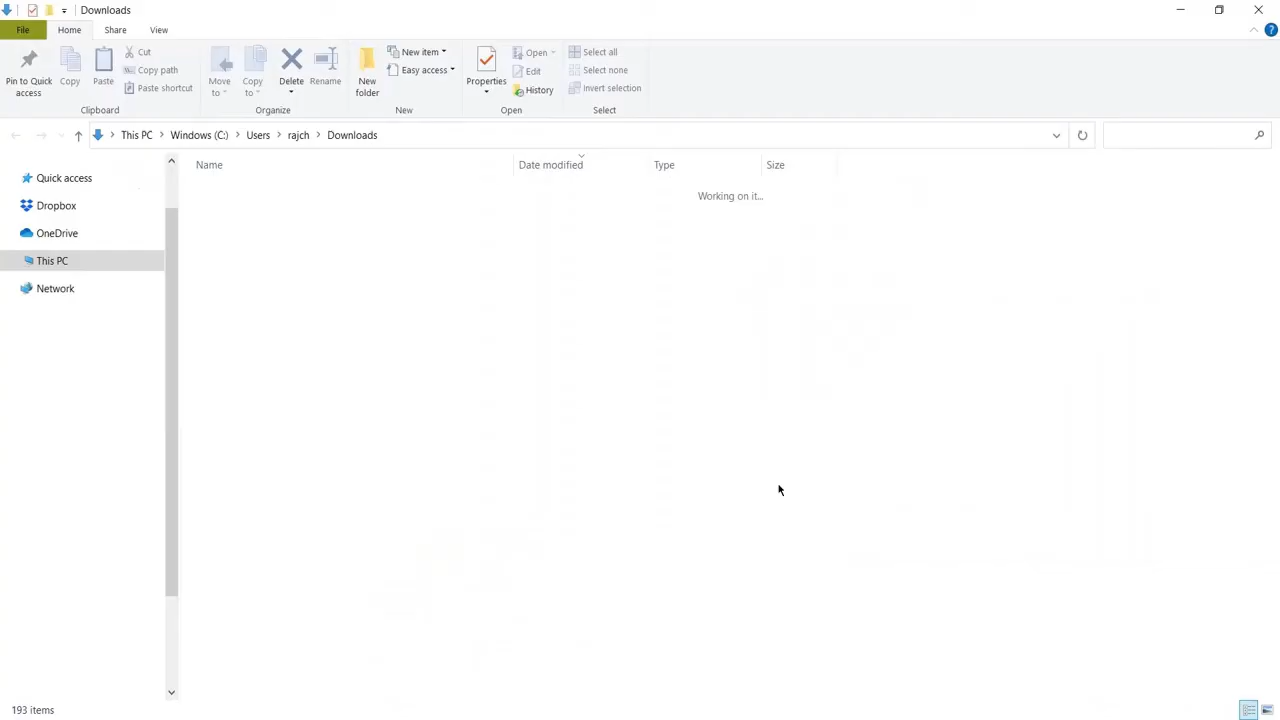 Downloads
File Home Share View
Pin to Quick access
Copy
Paste
Cut
Copy path
Paste shortcut
Clipboard
Move to
Copy to
Delete
Rename
Organize
New folder
New item
Easy access
New
Properties
Open
Edit
History
Open
Select all
Select none
Invert selection
Select
This PC > Windows (C:) > Users > rajch > Downloads
Name Date modified Type Size
Working on it...
Quick access
Dropbox
OneDrive
This PC
Network
193 items